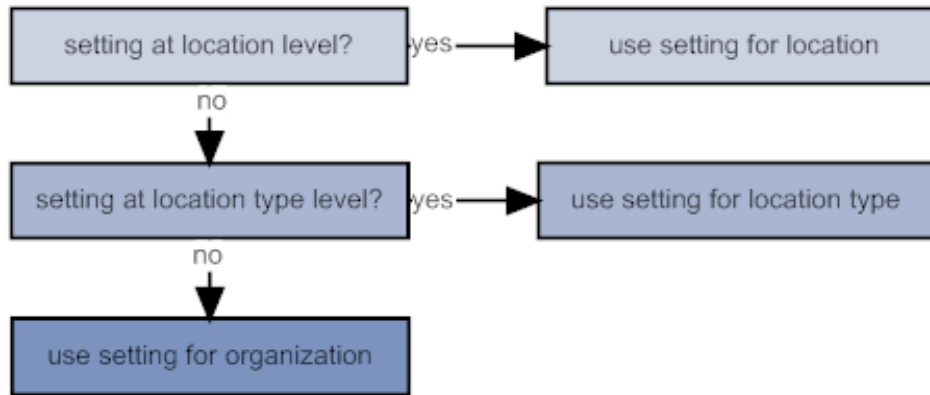 setting at location level?
yes
use setting for location
no
setting at location type level?
yes
use setting for location type
no
use setting for organization